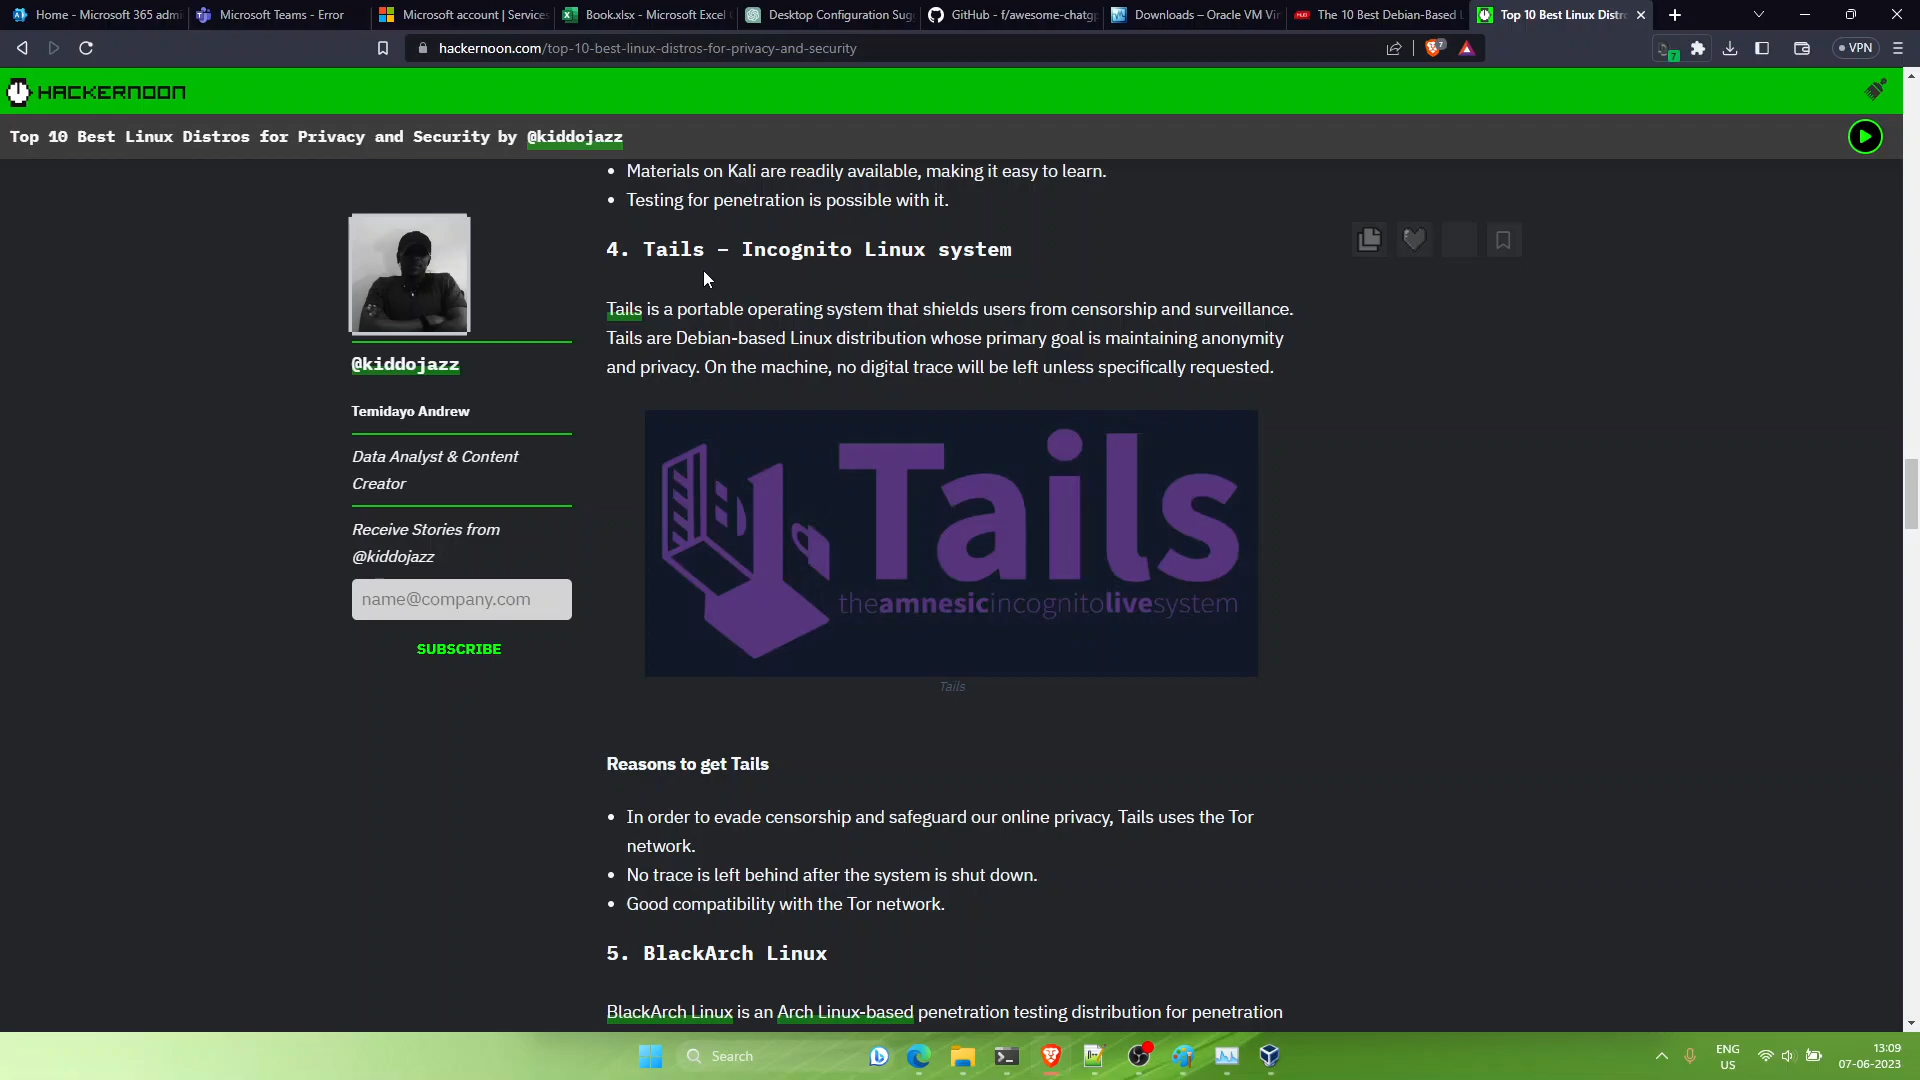 Home - Microsoft 365 admi
Microsoft Teams - Error
Microsoft account | Services
Book.xlsx - Microsoft Excel
Desktop Configuration Sug
GitHub - f/awesome-chatgp
Downloads – Oracle VM Vir
The 10 Best Debian-Based L
Top 10 Best Linux Distro
hackernoon.com/top-10-best-linux-distros-for-privacy-and-security
7
7
VPN
HACKERNOON
Top 10 Best Linux Distros for Privacy and Security by @kiddojazz
• Materials on Kali are readily available, making it easy to learn.
• Testing for penetration is possible with it.
4. Tails – Incognito Linux system
Tails is a portable operating system that shields users from censorship and surveillance.
Tails are Debian-based Linux distribution whose primary goal is maintaining anonymity
and privacy. On the machine, no digital trace will be left unless specifically requested.
@kiddojazz
Temidayo Andrew
Data Analyst & Content
Creator
Receive Stories from
@kiddojazz
name@company.com
SUBSCRIBE
Tails
theamnesicincognitolivesystem
Tails
Reasons to get Tails
• In order to evade censorship and safeguard our online privacy, Tails uses the Tor
network.
• No trace is left behind after the system is shut down.
• Good compatibility with the Tor network.
5. BlackArch Linux
BlackArch Linux is an Arch Linux-based penetration testing distribution for penetration
Search
ENG
US
13:09
07-06-2023